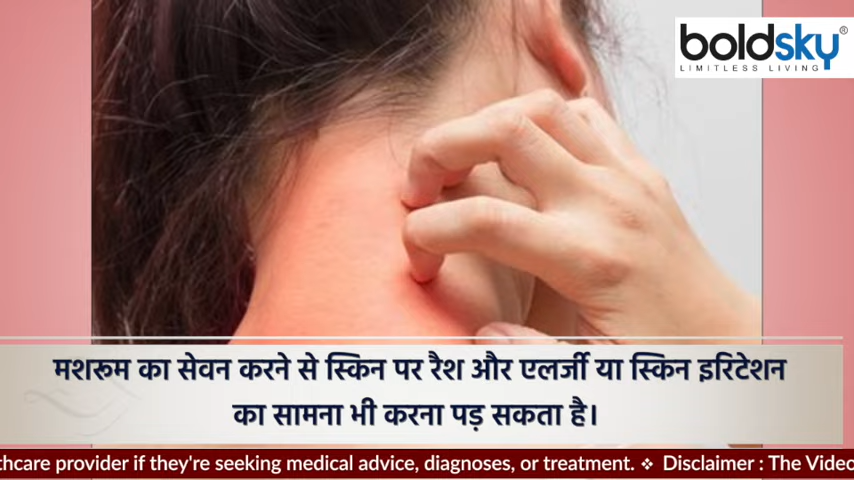 boldsky®
LIMITLESS LIVING
मशरूम का सेवन करने से स्किन पर रैश और एलर्जी या स्किन इरिटेशन
का सामना भी करना पड़ सकता है।
thcare provider if they're seeking medical advice, diagnoses, or treatment. ❖ Disclaimer : The Video